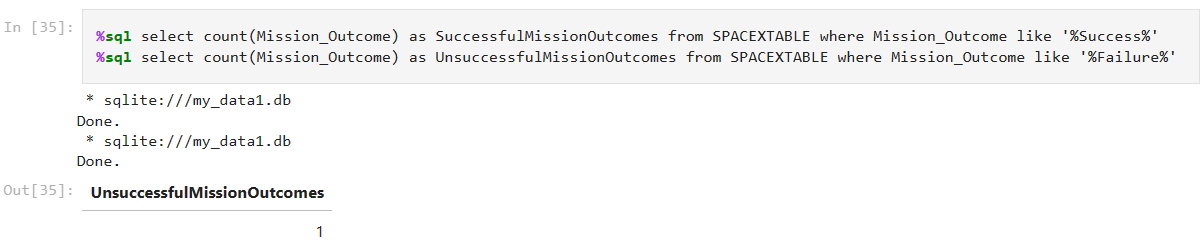 In [35]:
%sql select count(Mission_Outcome) as SuccessfulMissionOutcomes from SPACEXTABLE where Mission_Outcome like '%Success%'
%sql select count(Mission_Outcome) as UnsuccessfulMissionOutcomes from SPACEXTABLE where Mission_Outcome like '%Failure%'
* sqlite:///my_data1.db
Done.
* sqlite:///my_data1.db
Done.
Out[35]:
UnsuccessfulMissionOutcomes
1